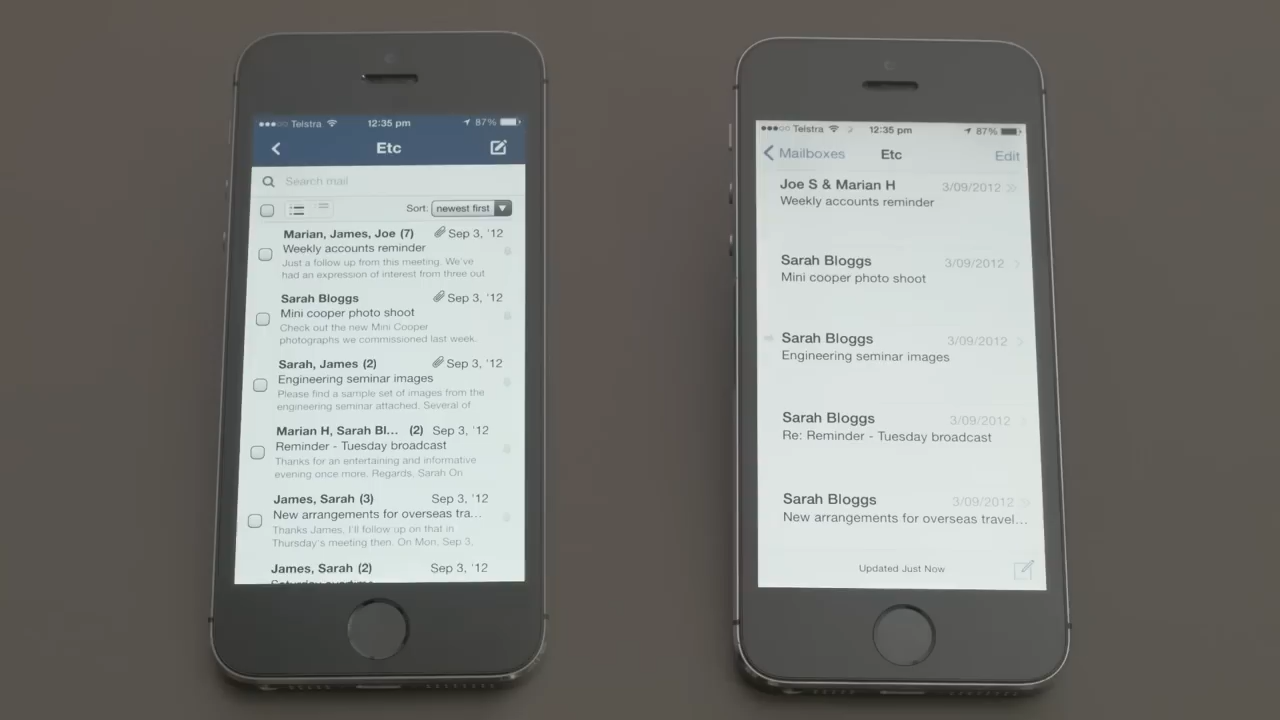 Telstra 12:35 pm 87%
Etc
Search mail
Sort: newest first
Marian, James, Joe (7) Sep 3, '12
Weekly accounts reminder
Just a follow up from this meeting. We've
had an expression of interest from three out
Sarah Bloggs Sep 3, '12
Mini cooper photo shoot
Check out the new Mini Cooper
photographs we commissioned last week.
Sarah, James (2) Sep 3, '12
Engineering seminar images
Please find a sample set of images from the
engineering seminar attached. Several of
Marian H, Sarah Bl... (2) Sep 3, '12
Reminder - Tuesday broadcast
Thanks for an entertaining and informative
evening once more. Regards, Sarah On
James, Sarah (3) Sep 3, '12
New arrangements for overseas tra...
Thanks James, I'll follow up on that in
Thursday's meeting then. On Mon, Sep 3,
James, Sarah (2) Sep 3, '12
Telstra 12:35 pm 87%
Mailboxes Etc Edit
Joe S & Marian H 3/09/2012
Weekly accounts reminder
Sarah Bloggs 3/09/2012
Mini cooper photo shoot
Sarah Bloggs 3/09/2012
Engineering seminar images
Sarah Bloggs 3/09/2012
Re: Reminder - Tuesday broadcast
Sarah Bloggs 3/09/2012
New arrangements for overseas travel...
Updated Just Now